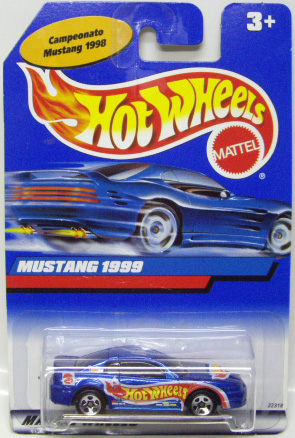 Campeonato
Mustang 1998
3+
HOT WHEELS
MATTEL
®
MUSTANG 1999
HOT WHEELS